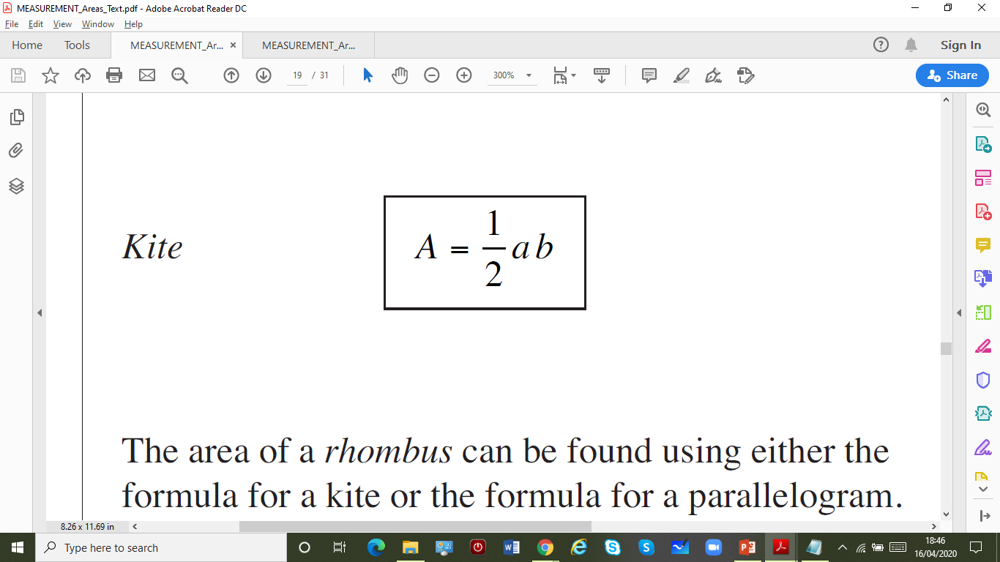 MEASUREMENT_Areas_Text.pdf - Adobe Acrobat Reader DC
File Edit View Window Help
Home Tools MEASUREMENT_Ar... × MEASUREMENT_Ar... Sign In
19 / 31 300% Share
Kite
A = 1/2 a b
The area of a rhombus can be found using either the
formula for a kite or the formula for a parallelogram.
8.26 x 11.69 in
Type here to search
18:46
16/04/2020